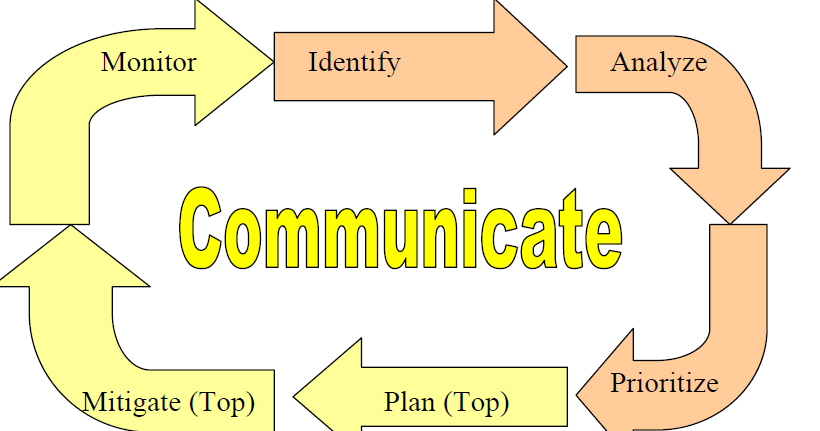 Monitor
Identify
Analyze
Communicate
Prioritize
Plan (Top)
Mitigate (Top)